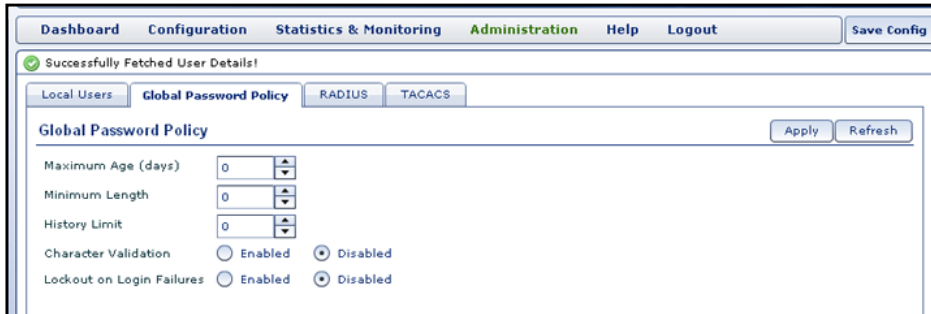 Dashboard Configuration Statistics & Monitoring Administration Help Logout Save Config
Successfully Fetched User Details!
Local Users Global Password Policy RADIUS TACACS
Global Password Policy Apply Refresh
Maximum Age (days) 0
Minimum Length 0
History Limit 0
Character Validation Enabled Disabled
Lockout on Login Failures Enabled Disabled